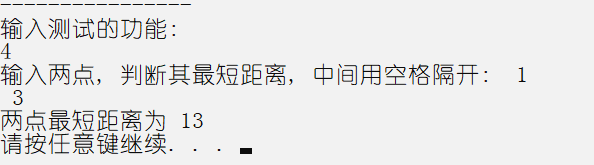 ----------------
输入测试的功能:
4
输入两点, 判断其最短距离, 中间用空格隔开: 1
3
两点最短距离为 13
请按任意键继续. . .